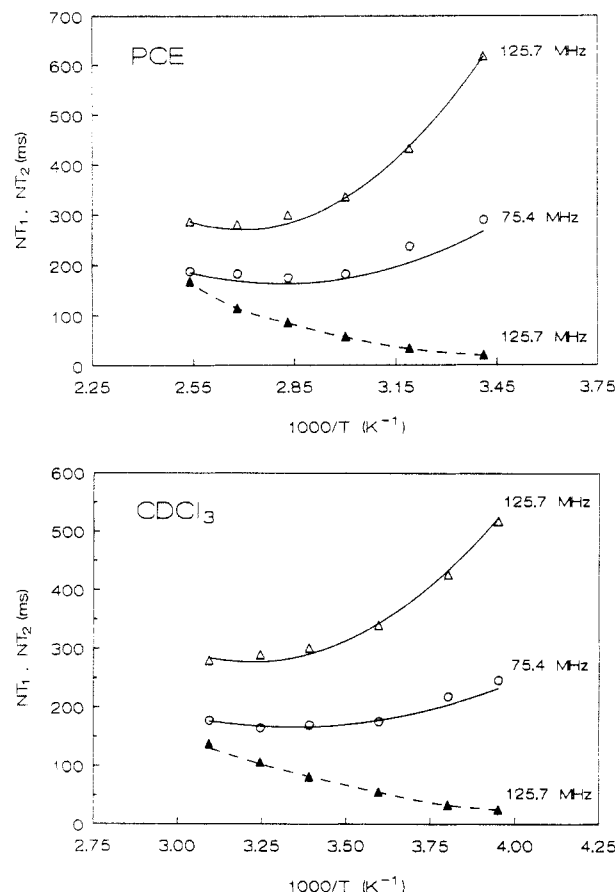 700
600
500
400
300
200
100
0
NT1 , NT2 (ms)
PCE
125.7 MHz
75.4 MHz
125.7 MHz
2.25 2.55 2.85 3.15 3.45 3.75
1000/T (K-1)
600
500
400
300
200
100
0
NT1 , NT2 (ms)
CDCl3
125.7 MHz
75.4 MHz
125.7 MHz
2.75 3.00 3.25 3.50 3.75 4.00 4.25
1000/T (K-1)